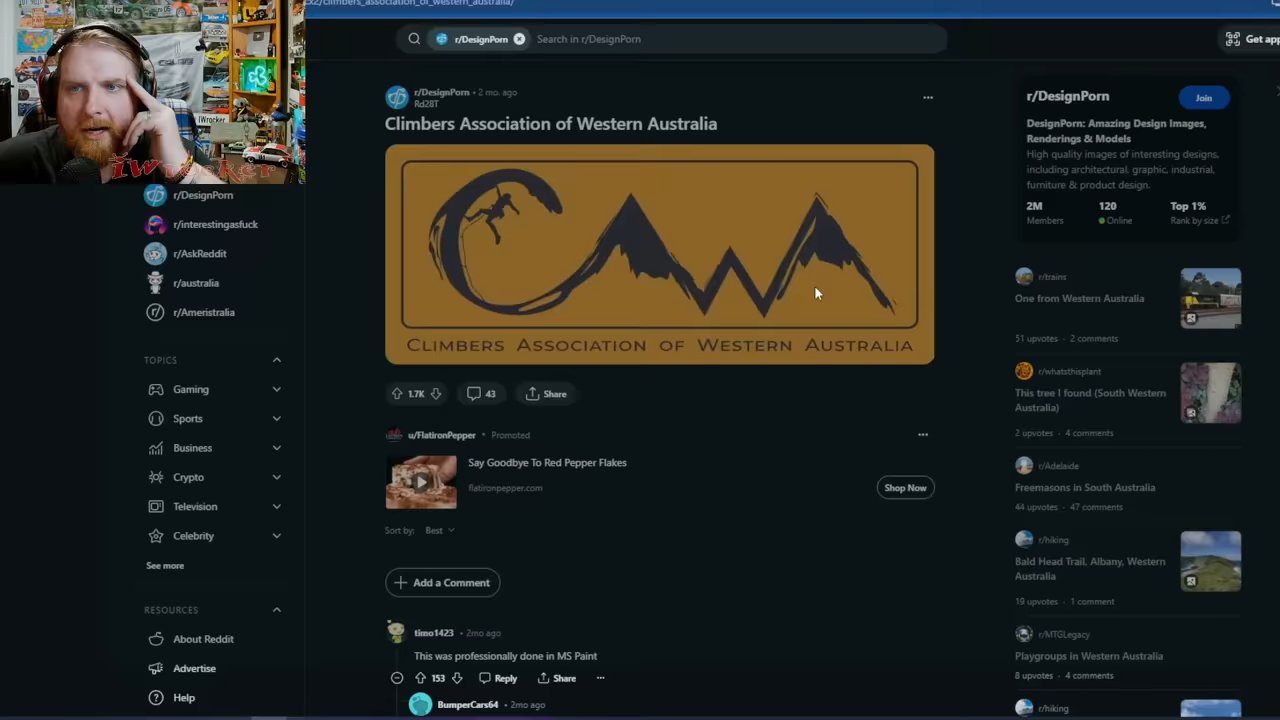 x2/climbers_association_of_western_australia/
r/DesignPorn
Search in r/DesignPorn
Get app
IWrocker
IWrocker
r/DesignPorn
r/interestingasfuck
r/AskReddit
r/australia
r/Ameristralia
TOPICS
Gaming
Sports
Business
Crypto
Television
Celebrity
See more
RESOURCES
About Reddit
Advertise
Help
r/DesignPorn • 2 mo. ago
Rd28T
Climbers Association of Western Australia
CAWA
CLIMBERS ASSOCIATION OF WESTERN AUSTRALIA
1.7K 43 Share
u/FlatironPepper • Promoted
Say Goodbye To Red Pepper Flakes
flatironpepper.com
Shop Now
Sort by: Best
Add a Comment
timo1423 • 2mo ago
This was professionally done in MS Paint
153 Reply Share
BumperCars64 • 2mo ago
r/DesignPorn
Join
DesignPorn: Amazing Design Images,
Renderings & Models
High quality images of interesting designs,
including architectural, graphic, industrial,
furniture & product design.
2M 120 Top 1%
Members Online Rank by size
r/trains
One from Western Australia
51 upvotes • 2 comments
r/whatsthisplant
This tree I found (South Western
Australia)
2 upvotes • 4 comments
r/Adelaide
Freemasons in South Australia
44 upvotes • 47 comments
r/hiking
Bald Head Trail, Albany, Western
Australia
19 upvotes • 1 comment
r/MTGLegacy
Playgroups in Western Australia
8 upvotes • 4 comments
r/hiking